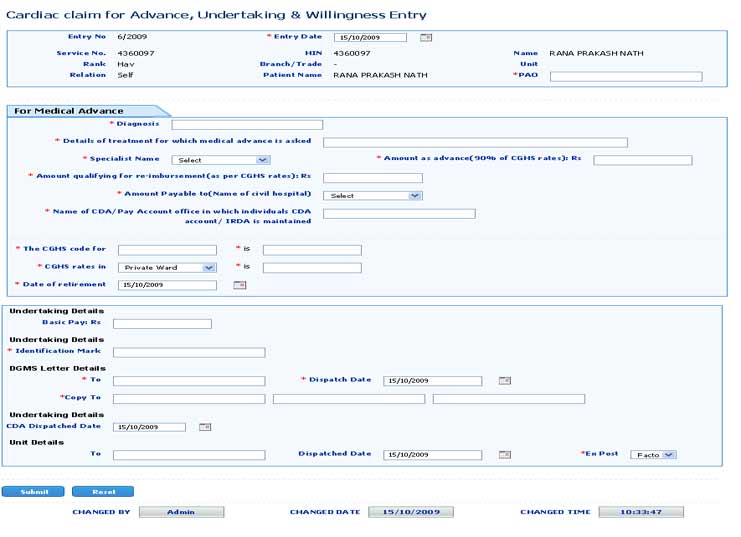 Cardiac claim for Advance, Undertaking & Willingness Entry
Entry No 6/2009 * Entry Date 15/10/2009
Service No. 4360097 HIN 4360097 Name RANA PRAKASH NATH
Rank Hav Branch/Trade - Unit
Relation Self Patient Name RANA PRAKASH NATH *PAO
For Medical Advance
* Diagnosis
* Details of treatment for which medical advance is asked
* Specialist Name Select * Amount as advance(90% of CGHS rates): Rs
* Amount qualifying for re-imbursement(as per CGHS rates): Rs
* Amount Payable to(Name of civil hospital) Select
* Name of CDA/Pay Account office in which individuals CDA
account/ IRDA is maintained
* The CGHS code for * is
* CGHS rates in Private Ward * is
* Date of retirement 15/10/2009
Undertaking Details
Basic Pay: Rs
Undertaking Details
* Identification Mark
DGMS Letter Details
* To * Dispatch Date 15/10/2009
*Copy To
Undertaking Details
CDA Dispatched Date 15/10/2009
Unit Details
To Dispatched Date 15/10/2009 *En Post Facto
Submit Reset
CHANGED BY Admin CHANGED DATE 15/10/2009 CHANGED TIME 10:33:47